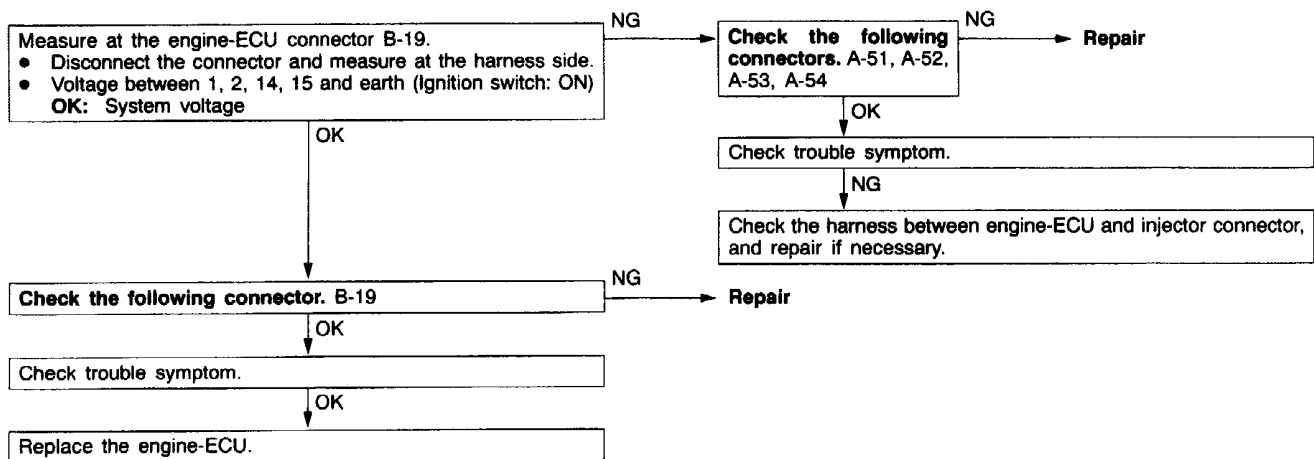 Measure at the engine-ECU connector B-19.
● Disconnect the connector and measure at the harness side.
● Voltage between 1, 2, 14, 15 and earth (Ignition switch: ON)
OK: System voltage
NG
Check the following
connectors. A-51, A-52,
A-53, A-54
NG
Repair
OK
Check trouble symptom.
NG
Check the harness between engine-ECU and injector connector,
and repair if necessary.
OK
Check the following connector. B-19
NG
Repair
OK
Check trouble symptom.
OK
Replace the engine-ECU.